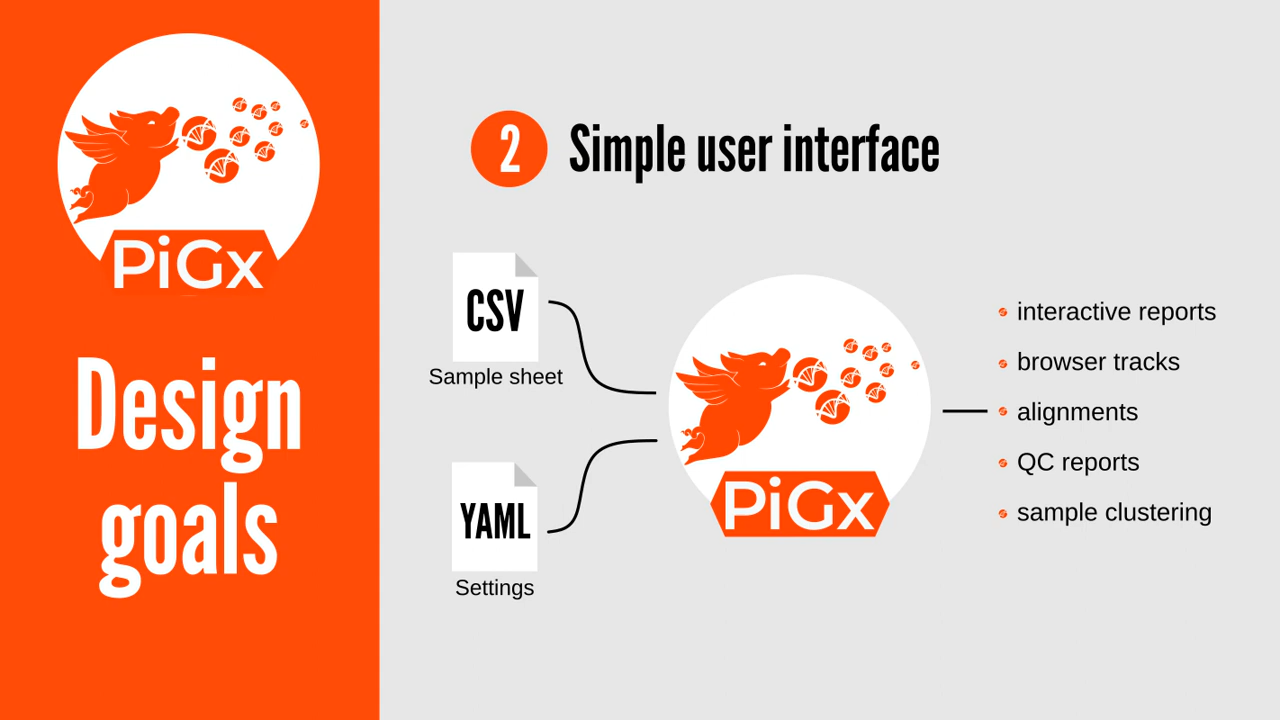 PiGx
Design
goals
2 Simple user interface
CSV
Sample sheet
YAML
Settings
PiGx
interactive reports
browser tracks
alignments
QC reports
sample clustering